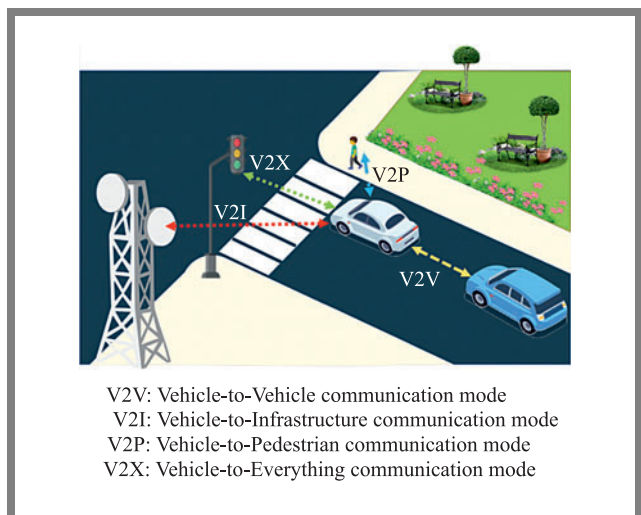 V2X
V2P
V2I
V2V
V2V: Vehicle-to-Vehicle communication mode
V2I: Vehicle-to-Infrastructure communication mode
V2P: Vehicle-to-Pedestrian communication mode
V2X: Vehicle-to-Everything communication mode